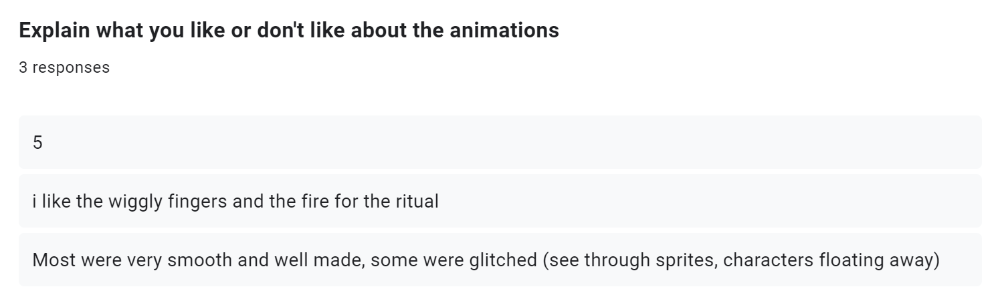 Explain what you like or don't like about the animations
3 responses
5
i like the wiggly fingers and the fire for the ritual
Most were very smooth and well made, some were glitched (see through sprites, characters floating away)